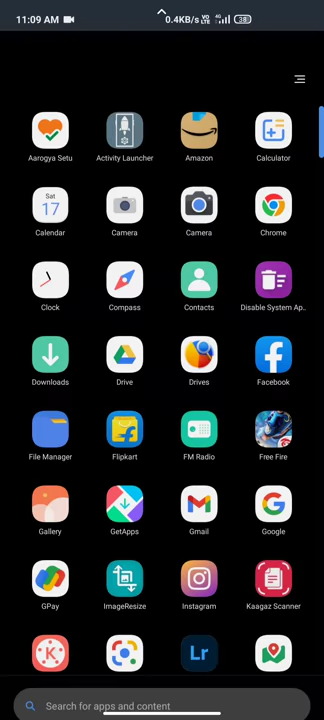 11:09 AM 0.4KB/s VO LTE 4G 38
Aarogya Setu Activity Launcher Amazon Calculator
Sat
17
Calendar Camera Camera Chrome
Clock Compass Contacts Disable System Ap..
Downloads Drive Drives Facebook
File Manager Flipkart FM Radio Free Fire
Gallery GetApps Gmail Google
GPay ImageResize Instagram Kaagaz Scanner
K Lr
Search for apps and content